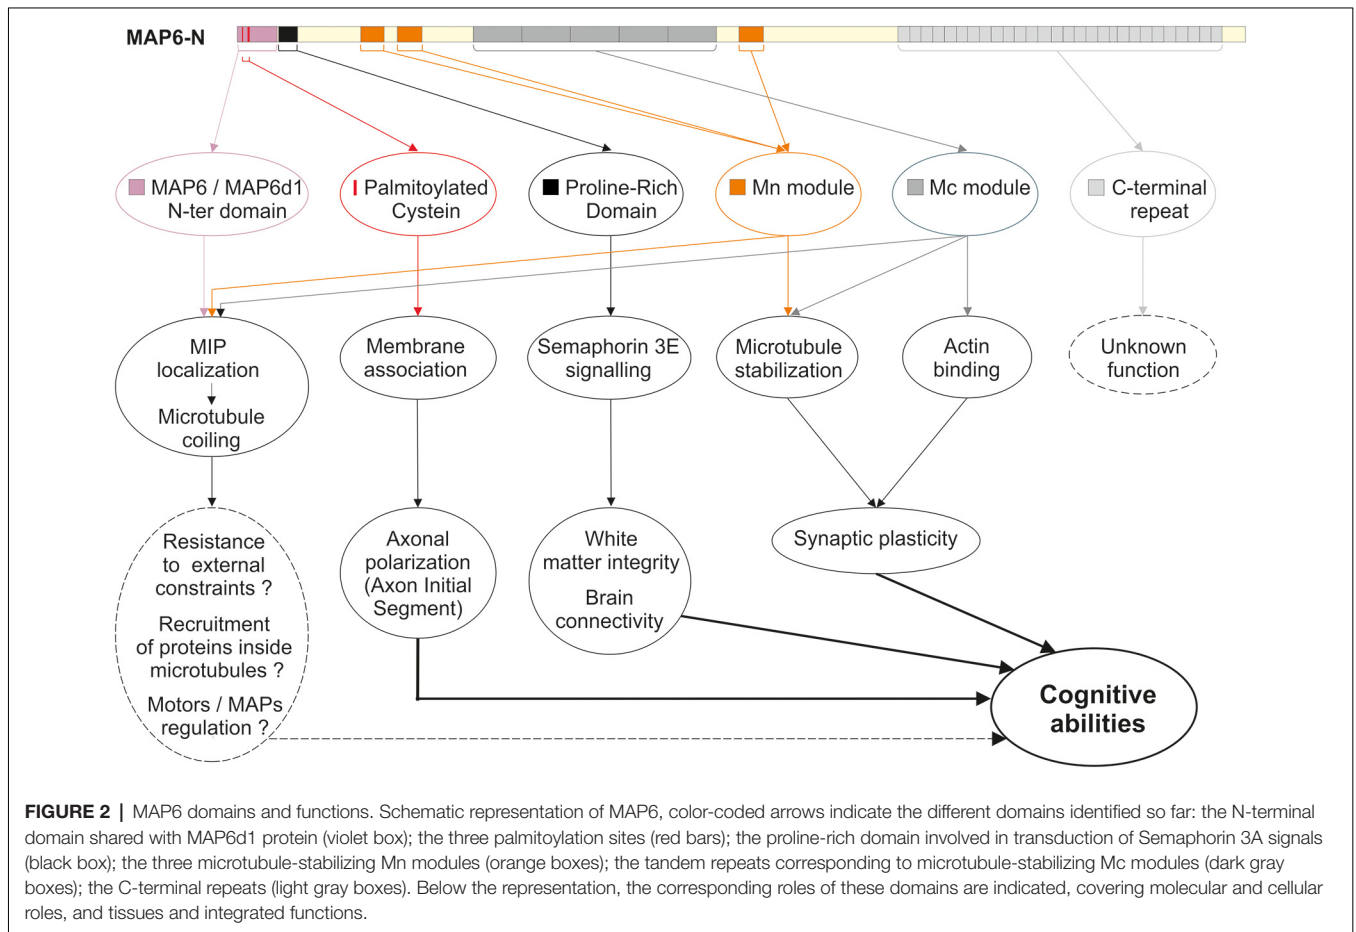 MAP6-N
MAP6 / MAP6d1
N-ter domain
Palmitoylated
Cystein
Proline-Rich
Domain
Mn module
Mc module
C-terminal
repeat
MIP
localization
Microtubule
coiling
Membrane
association
Semaphorin 3E
signalling
Microtubule
stabilization
Actin
binding
Unknown
function
Resistance
to external
constraints ?
Recruitment
of proteins inside
microtubules ?
Motors / MAPs
regulation ?
Axonal
polarization
(Axon Initial
Segment)
White
matter integrity
Brain
connectivity
Synaptic plasticity
Cognitive
abilities
FIGURE 2 | MAP6 domains and functions. Schematic representation of MAP6, color-coded arrows indicate the different domains identified so far: the N-terminal
domain shared with MAP6d1 protein (violet box); the three palmitoylation sites (red bars); the proline-rich domain involved in transduction of Semaphorin 3A signals
(black box); the three microtubule-stabilizing Mn modules (orange boxes); the tandem repeats corresponding to microtubule-stabilizing Mc modules (dark gray
boxes); the C-terminal repeats (light gray boxes). Below the representation, the corresponding roles of these domains are indicated, covering molecular and cellular
roles, and tissues and integrated functions.